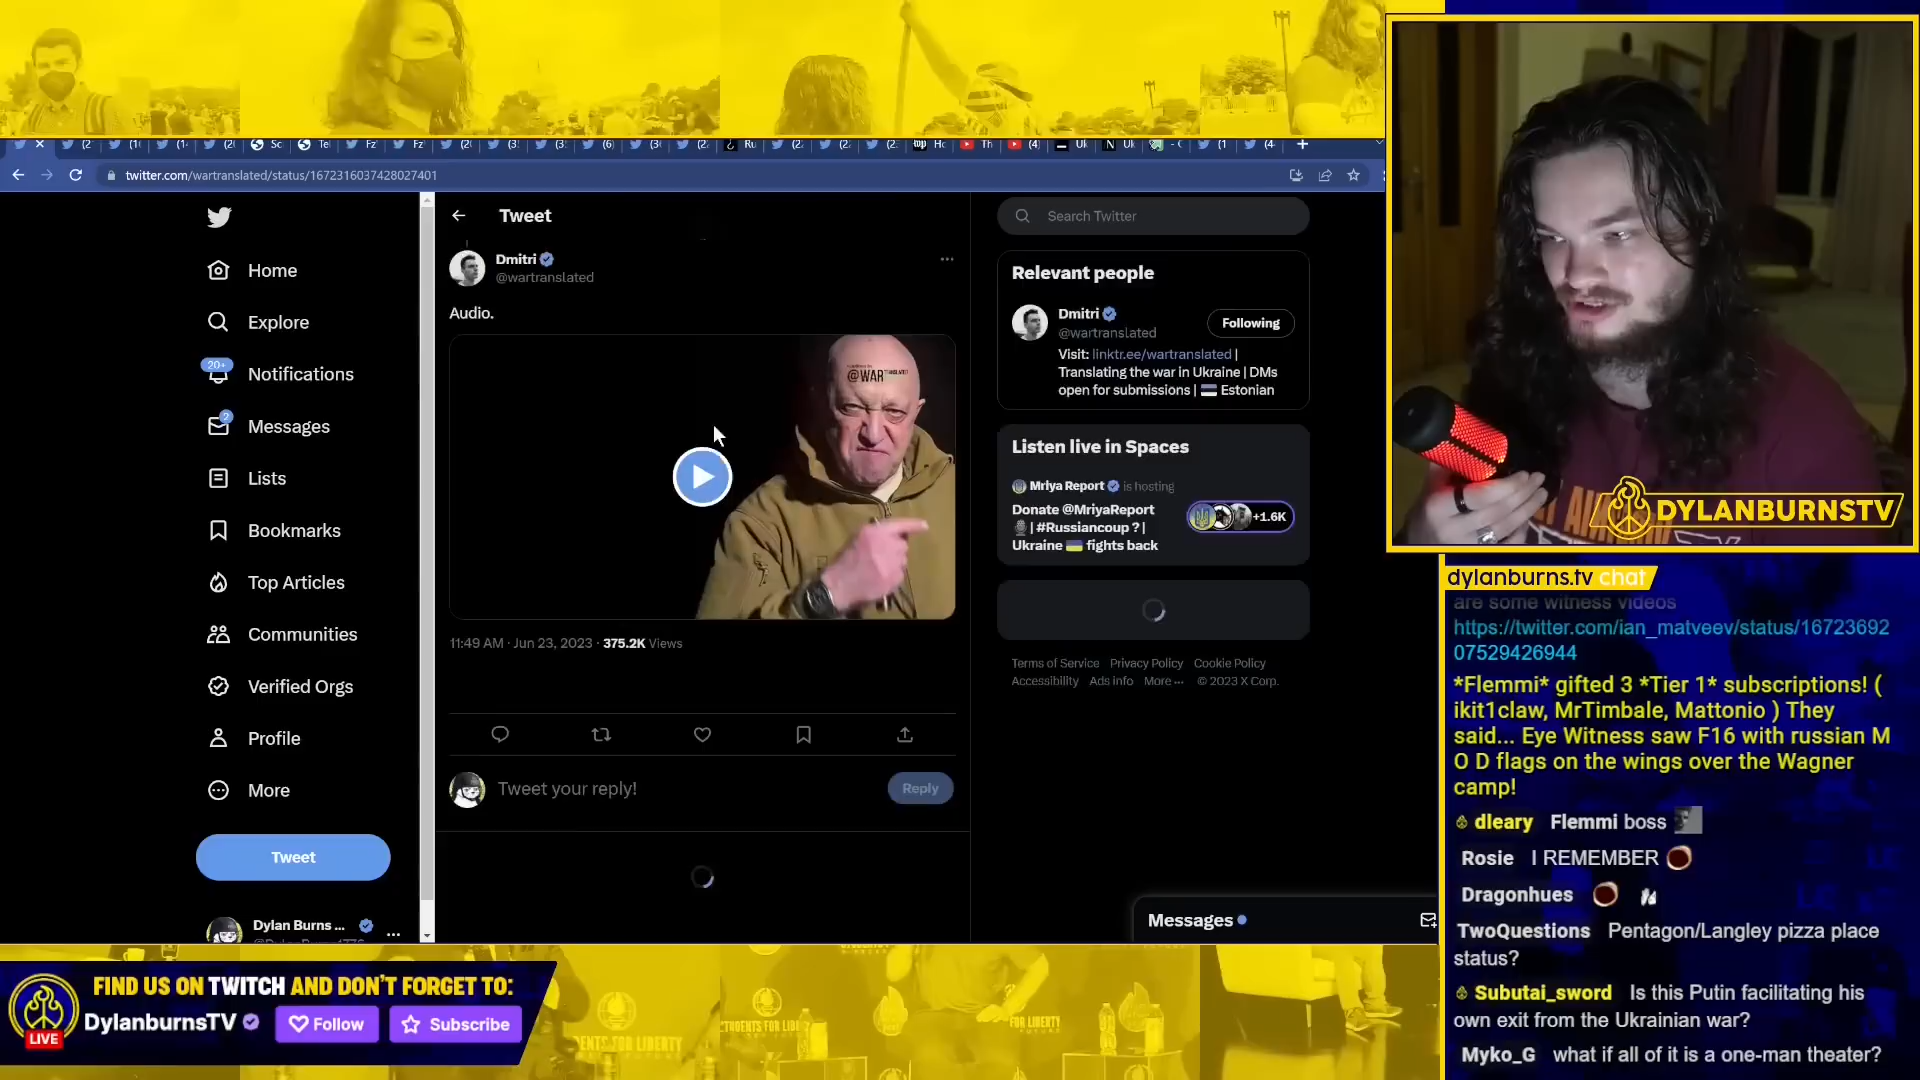 twitter.com/wartranslated/status/1672316037428027401
Home
Explore
20+
Notifications
2
Messages
Lists
Bookmarks
Top Articles
Communities
Verified Orgs
Profile
More
Tweet
Dylan Burns ...
Tweet
Dmitri
@wartranslated
Audio.
@WAR
11:49 AM · Jun 23, 2023 · 375.2K Views
Tweet your reply!
Reply
Search Twitter
Relevant people
Dmitri
@wartranslated
Following
Visit: linktr.ee/wartranslated |
Translating the war in Ukraine | DMs
open for submissions | Estonian
Listen live in Spaces
Mriya Report is hosting
Donate @MriyaReport
| #Russiancoup ? |
Ukraine fights back
+1.6K
Terms of Service Privacy Policy Cookie Policy
Accessibility Ads info More ··· © 2023 X Corp.
Messages
DYLANBURNSTV
dylanburns.tv chat
are some witness videos
https://twitter.com/ian_matveev/status/16723692
07529426944
*Flemmi* gifted 3 *Tier 1* subscriptions! (
ikit1claw, MrTimbale, Mattonio ) They
said... Eye Witness saw F16 with russian M
O D flags on the wings over the Wagner
camp!
dleary Flemmi boss
Rosie I REMEMBER
Dragonhues
TwoQuestions Pentagon/Langley pizza place
status?
Subutai_sword Is this Putin facilitating his
own exit from the Ukrainian war?
Myko_G what if all of it is a one-man theater?
FIND US ON TWITCH AND DON'T FORGET TO:
DylanburnsTV
Follow
Subscribe
LIVE